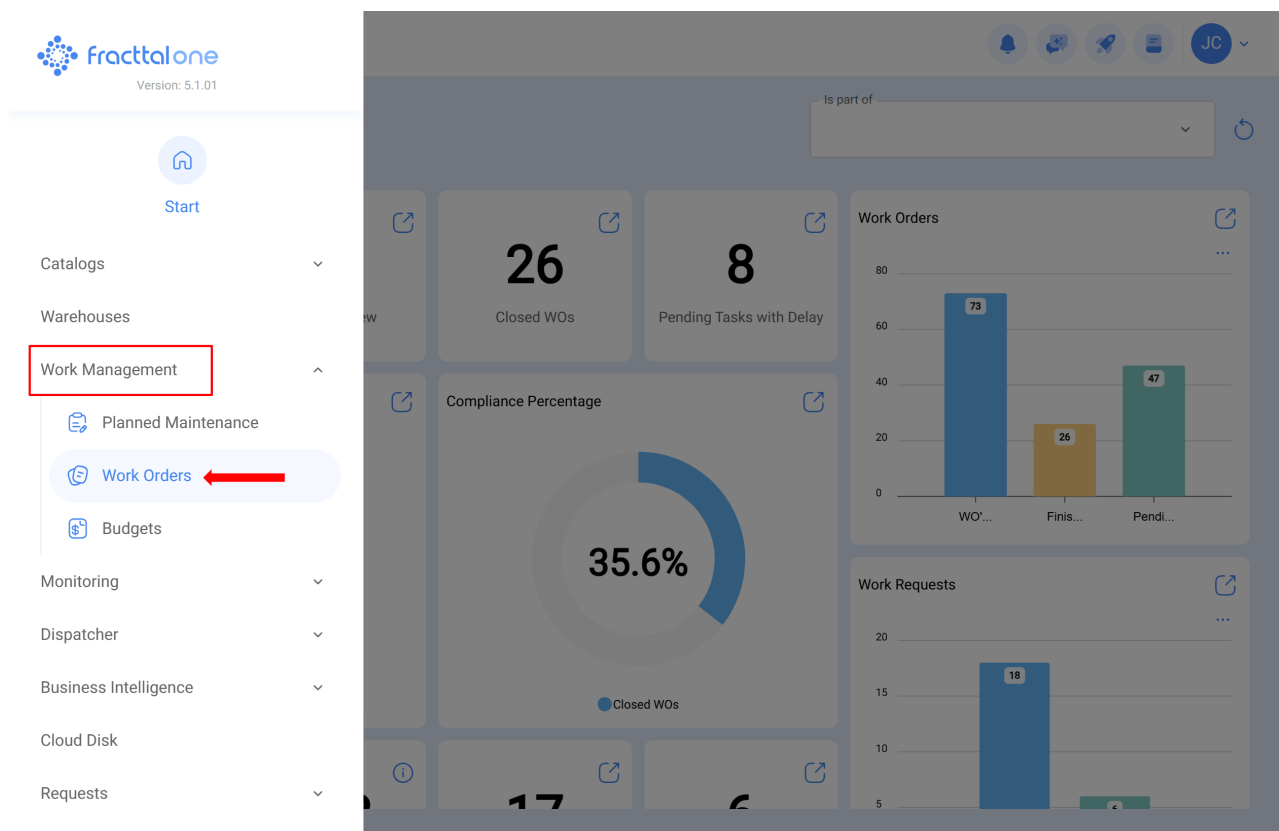 fracttal one
Version: 5.1.01
Start
Catalogs
Warehouses
Work Management
Planned Maintenance
Work Orders
Budgets
Monitoring
Dispatcher
Business Intelligence
Cloud Disk
Requests
JC
Is part of
26
Closed WOs
8
Pending Tasks with Delay
Work Orders
...
80
60
40
20
0
73
26
47
WO'...
Finis...
Pendi...
Compliance Percentage
35.6%
Closed WOs
Work Requests
...
20
15
10
5
18
6
17
6